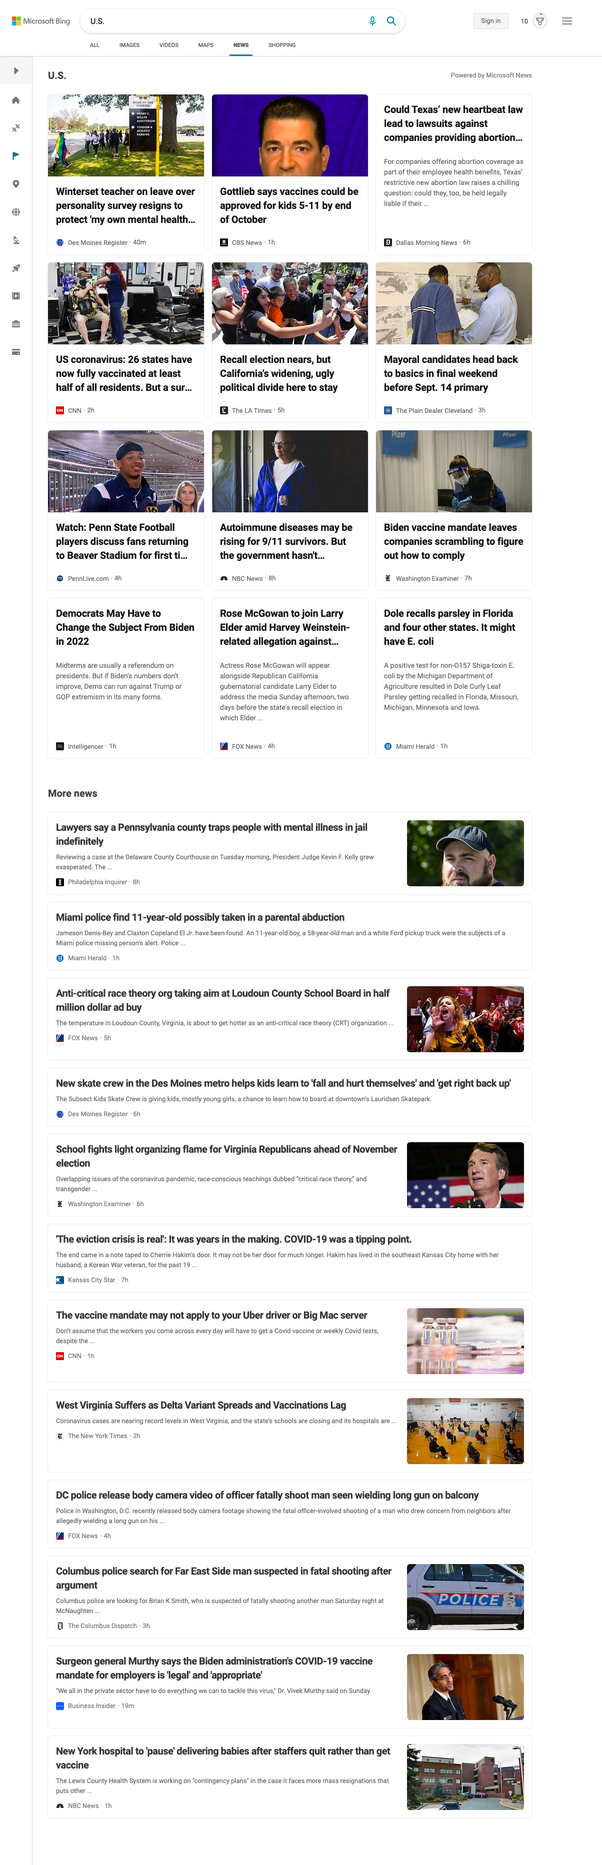 Microsoft Bing
U.S.
Sign in
10
ALL
IMAGES
VIDEOS
MAPS
NEWS
SHOPPING
U.S.
Powered by Microsoft News
Winterset teacher on leave over
personality survey resigns to
protect 'my own mental health...
Des Moines Register · 40m
Gottlieb says vaccines could be
approved for kids 5-11 by end
of October
CBS News · 1h
Could Texas' new heartbeat law
lead to lawsuits against
companies providing abortion...
For companies offering abortion coverage as
part of their employee health benefits, Texas'
restrictive new abortion law raises a chilling
question: could they, too, be held legally
liable if their ...
Dallas Morning News · 6h
US coronavirus: 26 states have
now fully vaccinated at least
half of all residents. But a sur...
CNN · 2h
Recall election nears, but
California's widening, ugly
political divide here to stay
The LA Times · 5h
Mayoral candidates head back
to basics in final weekend
before Sept. 14 primary
The Plain Dealer Cleveland · 3h
Pfizer
Pfizer
Watch: Penn State Football
players discuss fans returning
to Beaver Stadium for first ti...
PennLive.com · 4h
Autoimmune diseases may be
rising for 9/11 survivors. But
the government hasn't...
NBC News · 8h
Biden vaccine mandate leaves
companies scrambling to figure
out how to comply
Washington Examiner · 7h
Democrats May Have to
Change the Subject From Biden
in 2022
Midterms are usually a referendum on
presidents. But if Biden's numbers don't
improve, Dems can run against Trump or
GOP extremism in its many forms.
Intelligencer · 1h
Rose McGowan to join Larry
Elder amid Harvey Weinstein-
related allegation against...
Actress Rose McGowan will appear
alongside Republican California
gubernatorial candidate Larry Elder to
address the media Sunday afternoon, two
days before the state's recall election in
which Elder ...
FOX News · 4h
Dole recalls parsley in Florida
and four other states. It might
have E. coli
A positive test for non-O157 Shiga-toxin E.
coli by the Michigan Department of
Agriculture resulted in Dole Curly Leaf
Parsley getting recalled in Florida, Missouri,
Michigan, Minnesota and Iowa.
Miami Herald · 1h
More news
Lawyers say a Pennsylvania county traps people with mental illness in jail
indefinitely
Reviewing a case at the Delaware County Courthouse on Tuesday morning, President Judge Kevin F. Kelly grew
exasperated. The ...
Philadelphia Inquirer · 8h
Miami police find 11-year-old possibly taken in a parental abduction
Jameson Denis-Bey and Claxton Copeland El Jr. have been found. An 11-year-old boy, a 58-year-old man and a white Ford pickup truck were the subjects of a
Miami police missing person's alert. Police ...
Miami Herald · 1h
Anti-critical race theory org taking aim at Loudoun County School Board in half
million dollar ad buy
The temperature in Loudoun County, Virginia, is about to get hotter as an anti-critical race theory (CRT) organization ...
FOX News · 5h
New skate crew in the Des Moines metro helps kids learn to 'fall and hurt themselves' and 'get right back up'
The Subsect Kids Skate Crew is giving kids, mostly young girls, a chance to learn how to board at downtown's Lauridsen Skatepark.
Des Moines Register · 6h
School fights light organizing flame for Virginia Republicans ahead of November
election
Overlapping issues of the coronavirus pandemic, race-conscious teachings dubbed "critical race theory," and
transgender ...
Washington Examiner · 6h
'The eviction crisis is real': It was years in the making. COVID-19 was a tipping point.
The end came in a note taped to Cherrie Hakim's door. It may not be her door for much longer. Hakim has lived in the southeast Kansas City home with her
husband, a Korean War veteran, for the past 19 ...
Kansas City Star · 7h
The vaccine mandate may not apply to your Uber driver or Big Mac server
Don't assume that the workers you come across every day will have to get a Covid vaccine or weekly Covid tests,
despite the ...
CNN · 1h
West Virginia Suffers as Delta Variant Spreads and Vaccinations Lag
Coronavirus cases are nearing record levels in West Virginia, and the state's schools are closing and its hospitals are ...
The New York Times · 2h
DC police release body camera video of officer fatally shoot man seen wielding long gun on balcony
Police in Washington, D.C. recently released body camera footage showing the fatal officer-involved shooting of a man who drew concern from neighbors after
allegedly wielding a long gun on his ...
FOX News · 4h
Columbus police search for Far East Side man suspected in fatal shooting after
argument
Columbus police are looking for Brian K Smith, who is suspected of fatally shooting another man Saturday night at
McNaughten ...
The Columbus Dispatch · 3h
POLICE
Surgeon general Murthy says the Biden administration's COVID-19 vaccine
mandate for employers is 'legal' and 'appropriate'
"We all in the private sector have to do everything we can to tackle this virus," Dr. Vivek Murthy said on Sunday.
Business Insider · 19m
New York hospital to 'pause' delivering babies after staffers quit rather than get
vaccine
The Lewis County Health System is working on "contingency plans" in the case it faces more mass resignations that
puts other ...
NBC News · 1h